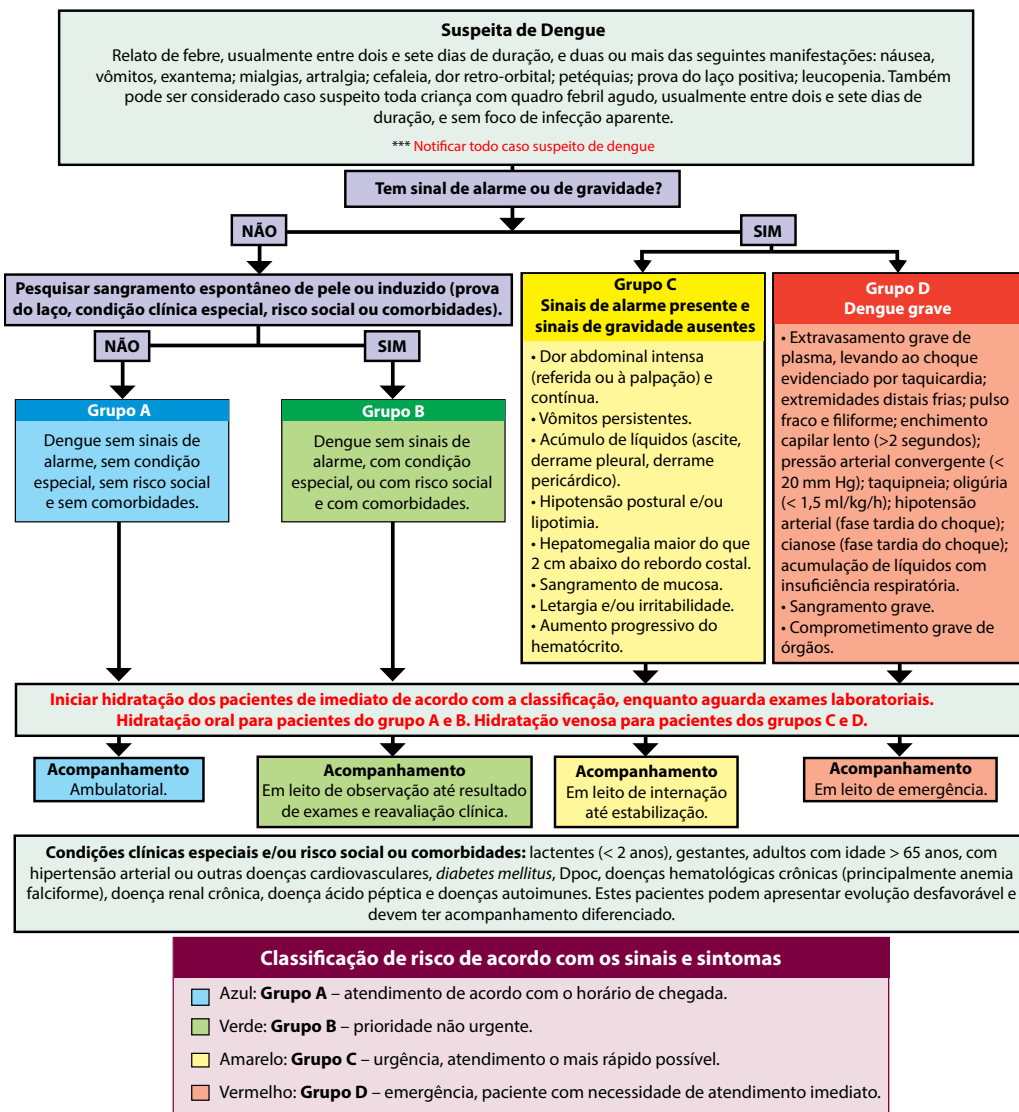 Suspeita de Dengue
Relato de febre, usualmente entre dois e sete dias de duração, e duas ou mais das seguintes manifestações: náusea,
vômitos, exantema; mialgias, artralgia; cefaleia, dor retro-orbital; petéquias; prova do laço positiva; leucopenia. Também
pode ser considerado caso suspeito toda criança com quadro febril agudo, usualmente entre dois e sete dias de
duração, e sem foco de infecção aparente.
*** Notificar todo caso suspeito de dengue
Tem sinal de alarme ou de gravidade?
NÃO
SIM
Pesquisar sangramento espontâneo de pele ou induzido (prova
do laço, condição clínica especial, risco social ou comorbidades).
NÃO
SIM
Grupo A
Dengue sem sinais de
alarme, sem condição
especial, sem risco social
e sem comorbidades.
Grupo B
Dengue sem sinais de
alarme, com condição
especial, ou com risco social
e com comorbidades.
Grupo C
Sinais de alarme presente e
sinais de gravidade ausentes
• Dor abdominal intensa
(referida ou à palpação) e
contínua.
• Vômitos persistentes.
• Acúmulo de líquidos (ascite,
derrame pleural, derrame
pericárdico).
• Hipotensão postural e/ou
lipotimia.
• Hepatomegalia maior do que
2 cm abaixo do rebordo costal.
• Sangramento de mucosa.
• Letargia e/ou irritabilidade.
• Aumento progressivo do
hematócrito.
Grupo D
Dengue grave
• Extravasamento grave de
plasma, levando ao choque
evidenciado por taquicardia;
extremidades distais frias; pulso
fraco e filiforme; enchimento
capilar lento (>2 segundos);
pressão arterial convergente (<
20 mm Hg); taquipneia; oligúria
(< 1,5 ml/kg/h); hipotensão
arterial (fase tardia do choque);
cianose (fase tardia do choque);
acumulação de líquidos com
insuficiência respiratória.
• Sangramento grave.
• Comprometimento grave de
órgãos.
Iniciar hidratação dos pacientes de imediato de acordo com a classificação, enquanto aguarda exames laboratoriais.
Hidratação oral para pacientes do grupo A e B. Hidratação venosa para pacientes dos grupos C e D.
Acompanhamento
Ambulatorial.
Acompanhamento
Em leito de observação até resultado
de exames e reavaliação clínica.
Acompanhamento
Em leito de internação
até estabilização.
Acompanhamento
Em leito de emergência.
Condições clínicas especiais e/ou risco social ou comorbidades: lactentes (< 2 anos), gestantes, adultos com idade > 65 anos, com
hipertensão arterial ou outras doenças cardiovasculares, diabetes mellitus, Dpoc, doenças hematológicas crônicas (principalmente anemia
falciforme), doença renal crônica, doença ácido péptica e doenças autoimunes. Estes pacientes podem apresentar evolução desfavorável e
devem ter acompanhamento diferenciado.
Classificação de risco de acordo com os sinais e sintomas
Azul: Grupo A – atendimento de acordo com o horário de chegada.
Verde: Grupo B – prioridade não urgente.
Amarelo: Grupo C – urgência, atendimento o mais rápido possível.
Vermelho: Grupo D – emergência, paciente com necessidade de atendimento imediato.